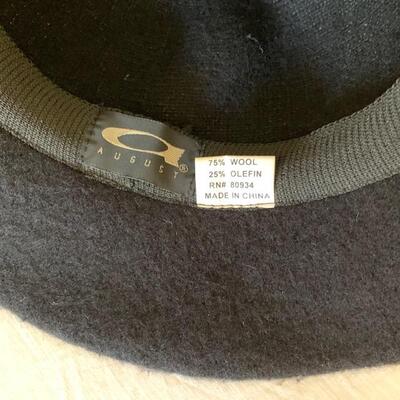 a
AUGUST®
75% WOOL
25% OLEFIN
RN# 80934
MADE IN CHINA